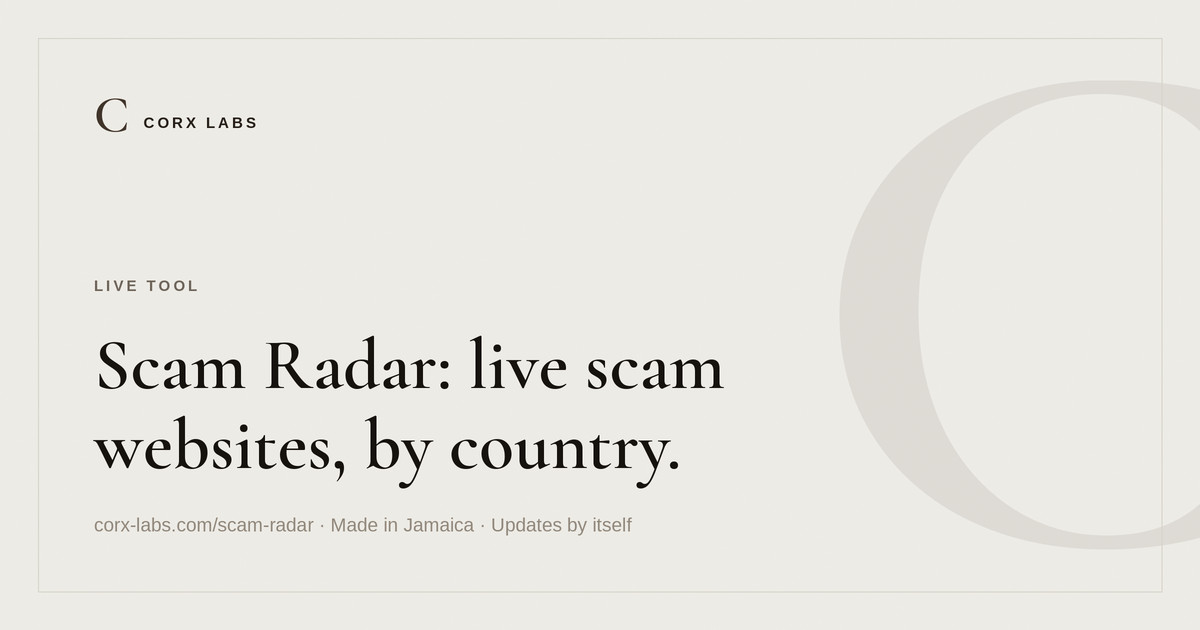 C CORX LABS
LIVE TOOL
Scam Radar: live scam
websites, by country.
corx-labs.com/scam-radar · Made in Jamaica · Updates by itself
C